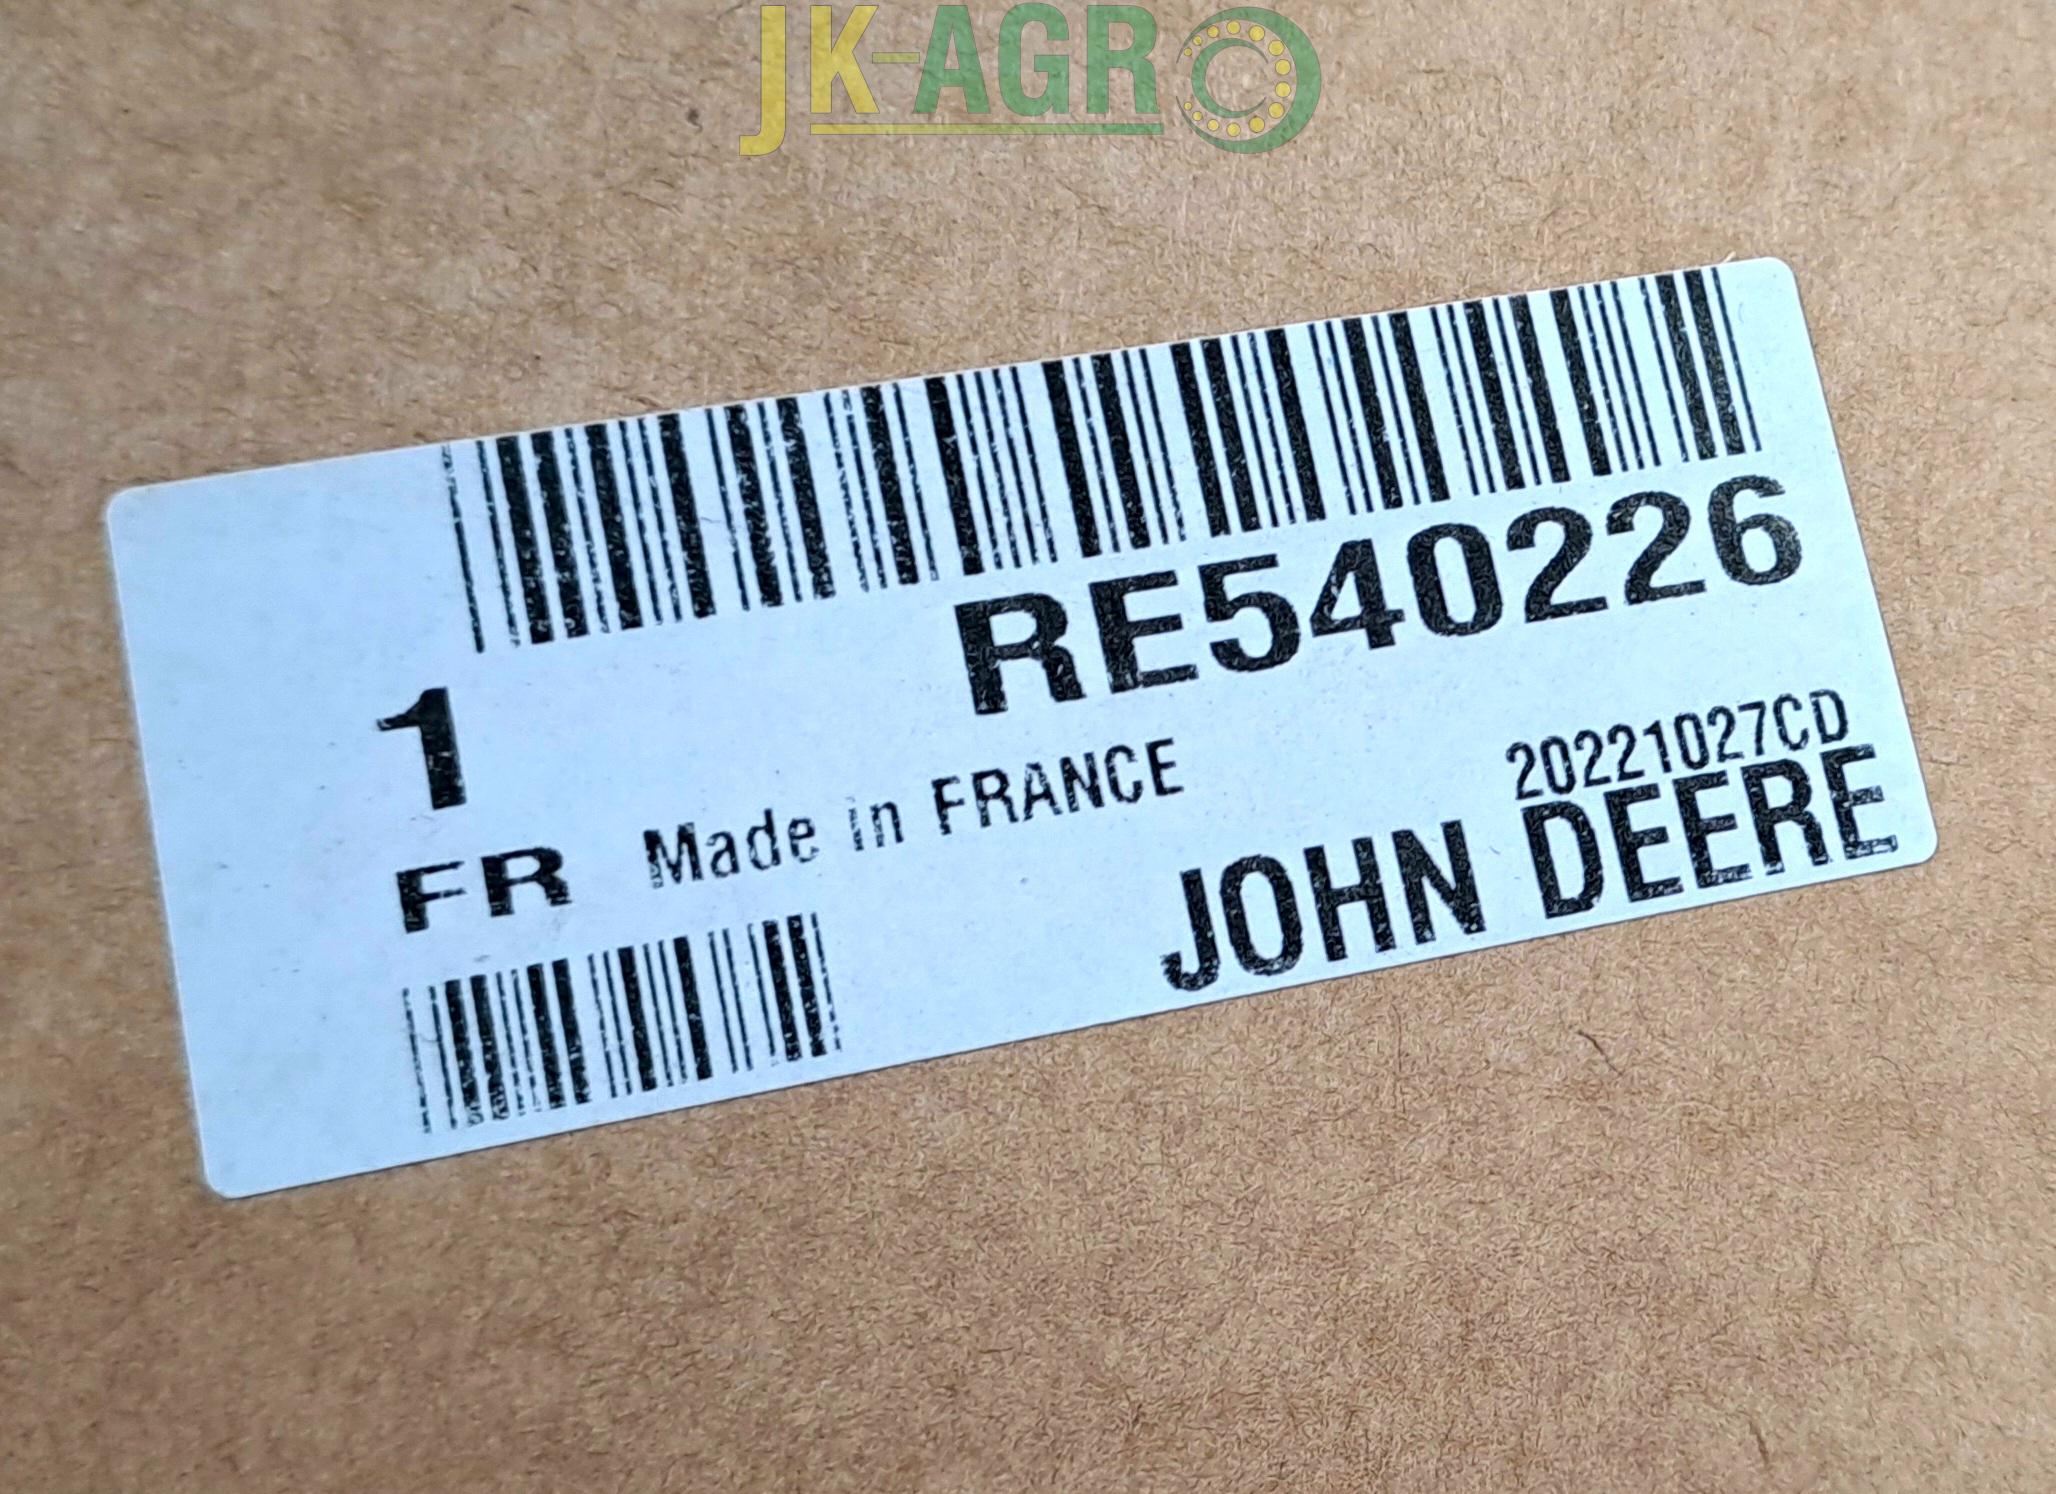 JK-AGRO
RE540226
1
20221027CD
FR Made in FRANCE
JOHN DEERE